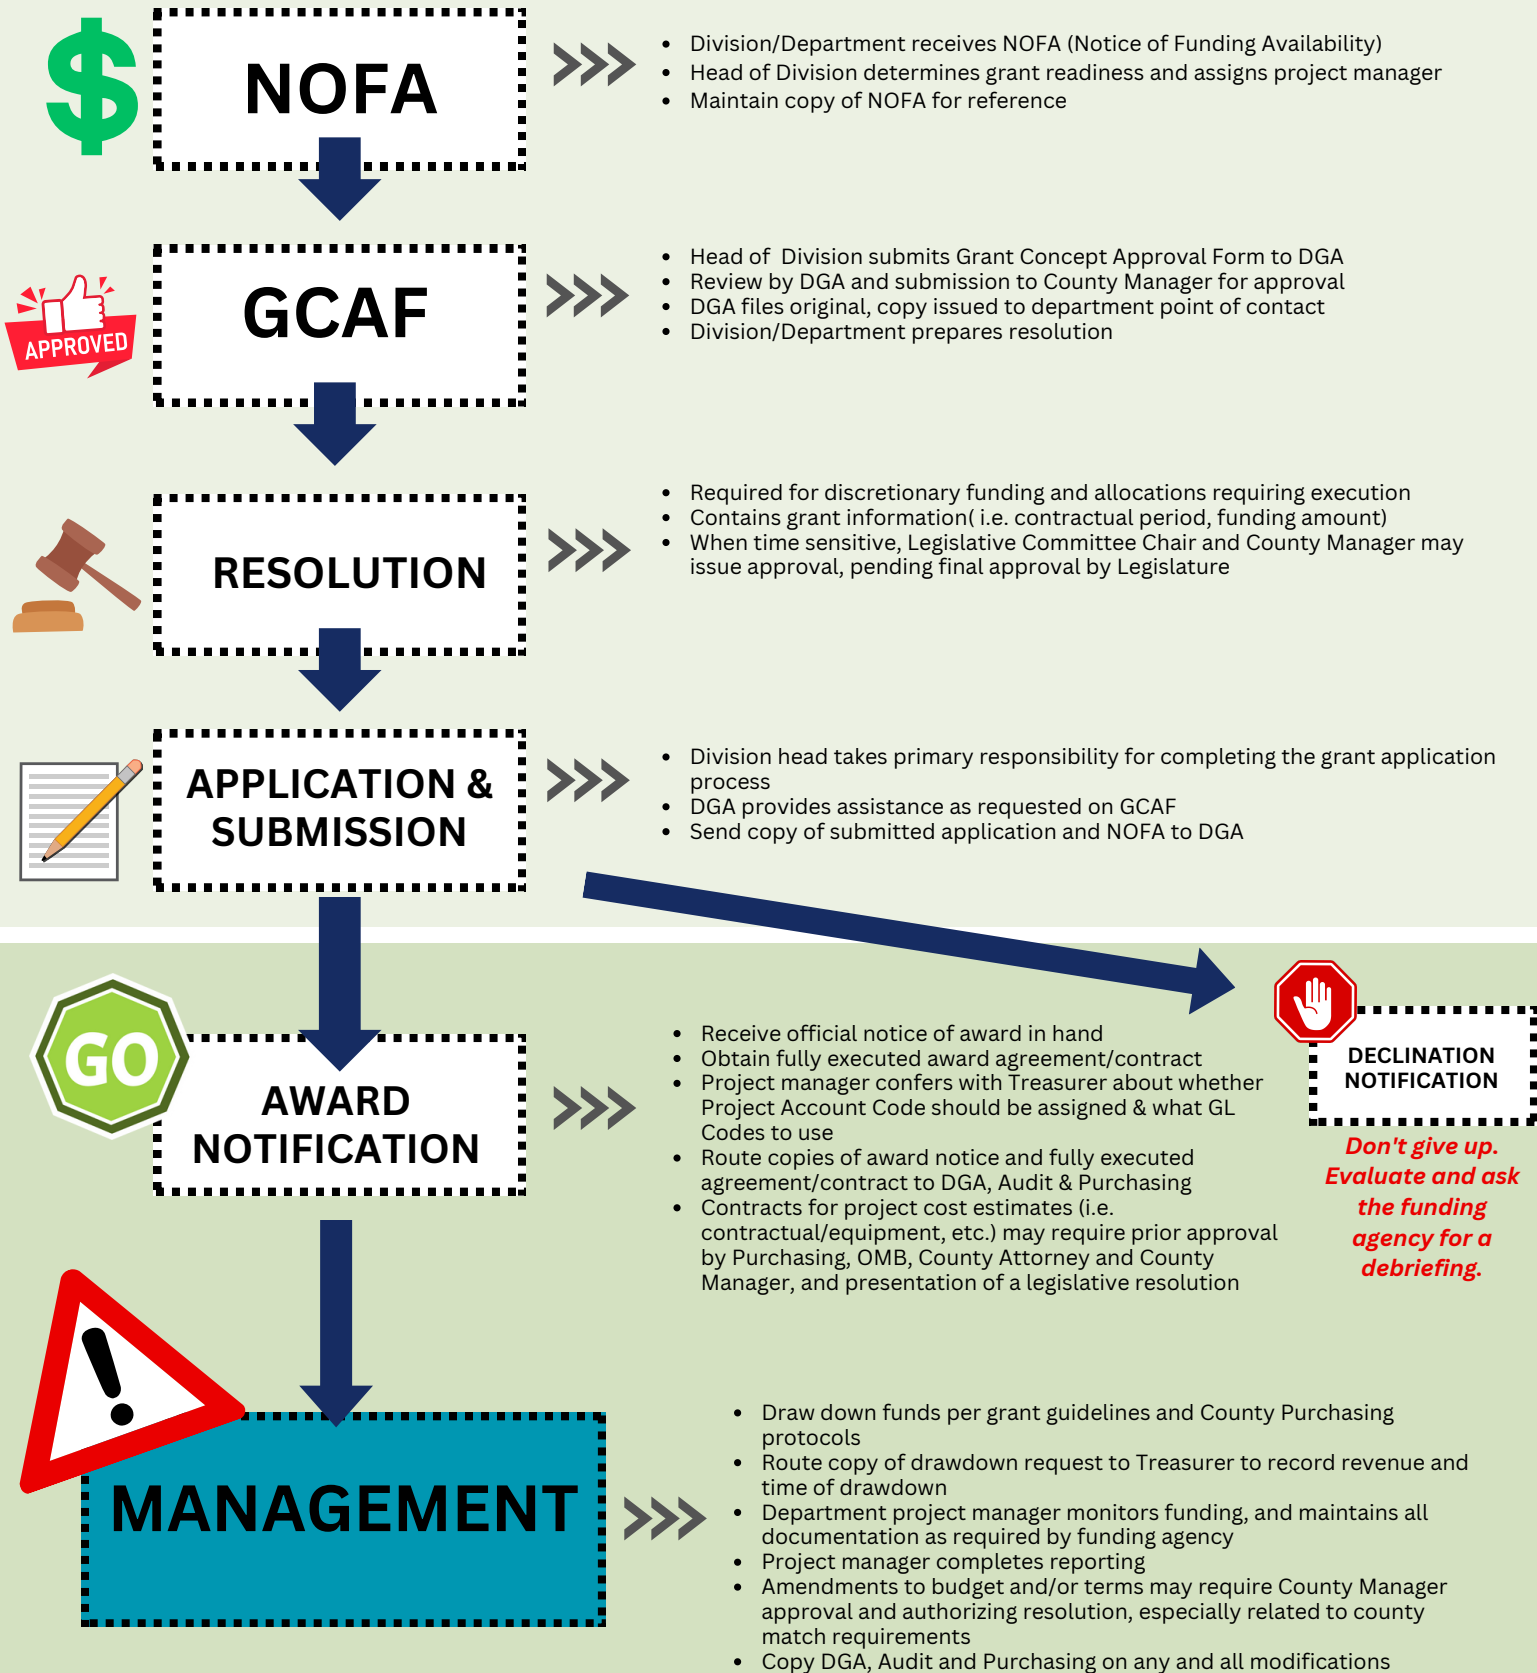 NOFA
• Division/Department receives NOFA (Notice of Funding Availability)
• Head of Division determines grant readiness and assigns project manager
• Maintain copy of NOFA for reference
APPROVED
GCAF
• Head of  Division submits Grant Concept Approval Form to DGA
• Review by DGA and submission to County Manager for approval
• DGA files original, copy issued to department point of contact
• Division/Department prepares resolution
RESOLUTION
• Required for discretionary funding and allocations requiring execution
• Contains grant information( i.e. contractual period, funding amount)
• When time sensitive, Legislative Committee Chair and County Manager may
issue approval, pending final approval by Legislature
APPLICATION &
SUBMISSION
• Division head takes primary responsibility for completing the grant application
process
• DGA provides assistance as requested on GCAF
• Send copy of submitted application and NOFA to DGA
GO
AWARD
NOTIFICATION
• Receive official notice of award in hand
• Obtain fully executed award agreement/contract
• Project manager confers with Treasurer about whether
Project Account Code should be assigned & what GL
Codes to use
• Route copies of award notice and fully executed
agreement/contract to DGA, Audit & Purchasing
• Contracts for project cost estimates (i.e.
contractual/equipment, etc.) may require prior approval
by Purchasing, OMB, County Attorney and County
Manager, and presentation of a legislative resolution
DECLINATION
NOTIFICATION
Don't give up.
Evaluate and ask
the funding
agency for a
debriefing.
MANAGEMENT
• Draw down funds per grant guidelines and County Purchasing
protocols
• Route copy of drawdown request to Treasurer to record revenue and
time of drawdown
• Department project manager monitors funding, and maintains all
documentation as required by funding agency
• Project manager completes reporting
• Amendments to budget and/or terms may require County Manager
approval and authorizing resolution, especially related to county
match requirements
• Copy DGA, Audit and Purchasing on any and all modifications